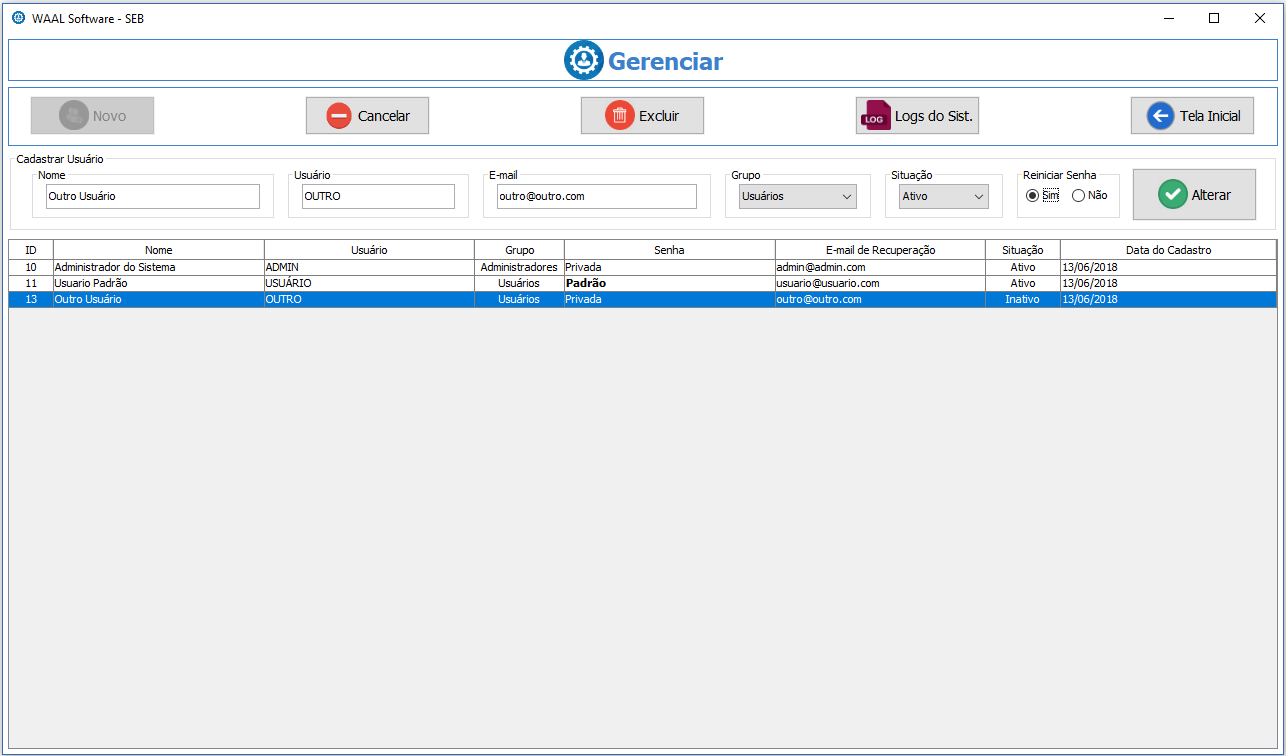 WAAL Software - SEB
Gerenciar
Novo Cancelar Excluir LOG Logs do Sist. Tela Inicial
Cadastrar Usuário
Nome Usuário E-mail Grupo Situação Reiniciar Senha
Outro Usuário OUTRO outro@outro.com Usuários Ativo Sim Não Alterar
ID Nome Usuário Grupo Senha E-mail de Recuperação Situação Data do Cadastro
10 Administrador do Sistema ADMIN Administradores Privada admin@admin.com Ativo 13/06/2018
11 Usuario Padrão USUÁRIO Usuários Padrão usuario@usuario.com Ativo 13/06/2018
13 Outro Usuário OUTRO Usuários Privada outro@outro.com Inativo 13/06/2018